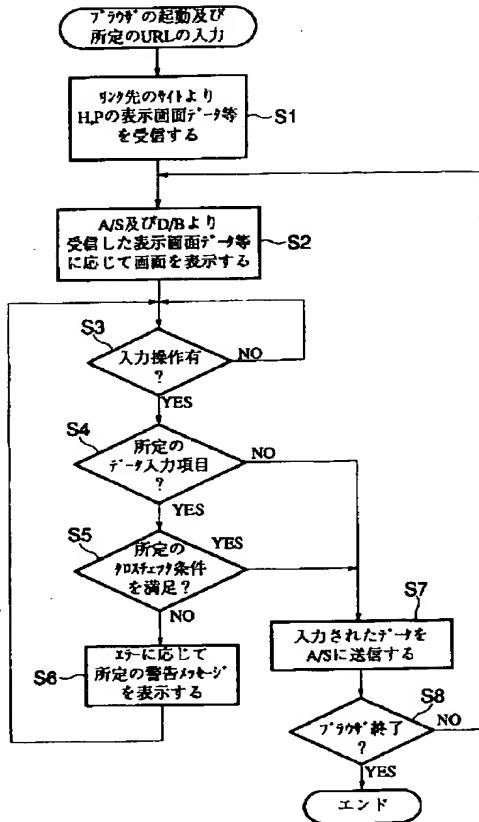 ブラウザの起動及び
所定のURLの入力
リンク先のサイトより
H.Pの表示画面データ等
を受信する
S1
A/S及びD/Bより
受信した表示画面データ等
に応じて画面を表示する
S2
S3
入力操作有
?
NO
YES
S4
所定の
データ入力項目
?
NO
YES
S5
所定の
クロスチェック条件
を満足?
YES
NO
S6
エラーに応じて
所定の警告メッセージ
を表示する
S7
入力されたデータを
A/Sに送信する
S8
ブラウザ終了
?
NO
YES
エンド